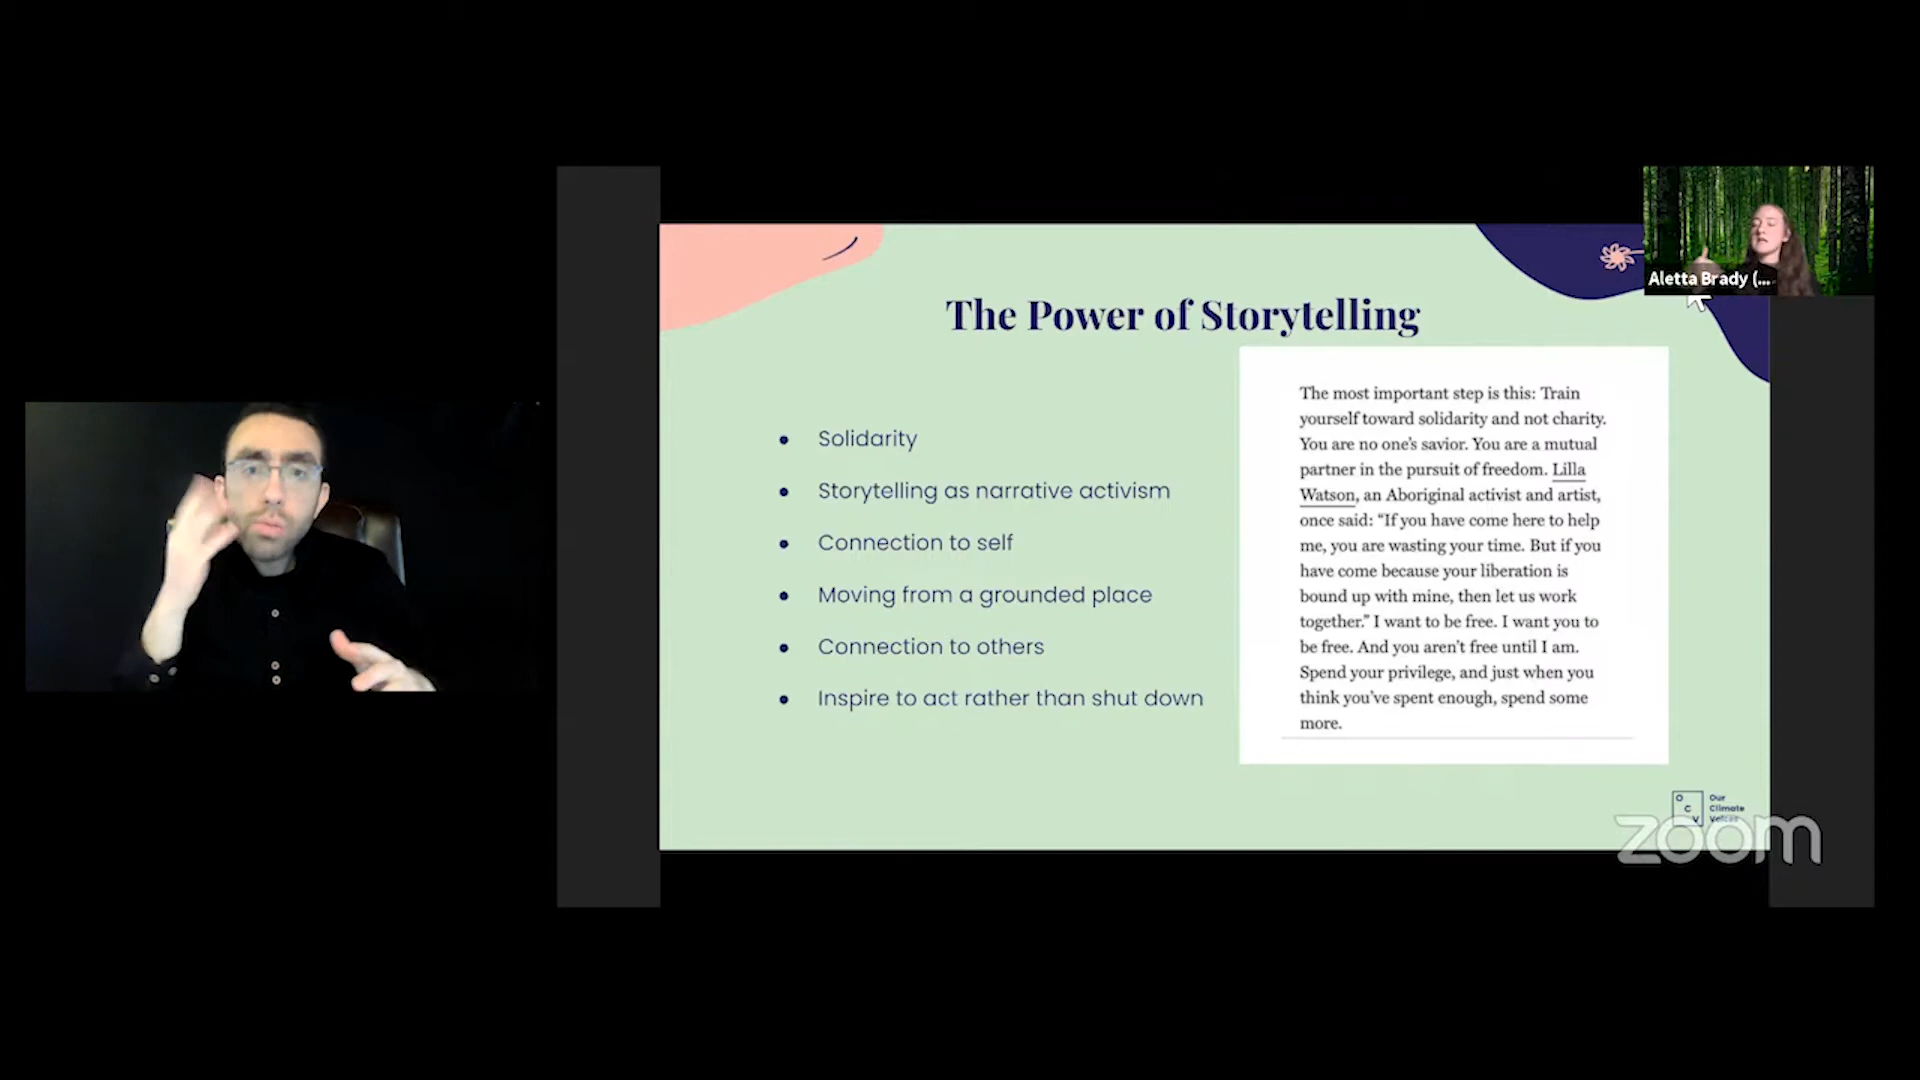 Aletta Brady (...
The Power of Storytelling
Solidarity
Storytelling as narrative activism
Connection to self
Moving from a grounded place
Connection to others
Inspire to act rather than shut down
The most important step is this: Train
yourself toward solidarity and not charity.
You are no one's savior. You are a mutual
partner in the pursuit of freedom. Lilla
Watson, an Aboriginal activist and artist,
once said: “If you have come here to help
me, you are wasting your time. But if you
have come because your liberation is
bound up with mine, then let us work
together.” I want to be free. I want you to
be free. And you aren't free until I am.
Spend your privilege, and just when you
think you've spent enough, spend some
more.
O
C
V
Our
Climate
Voices
zoom